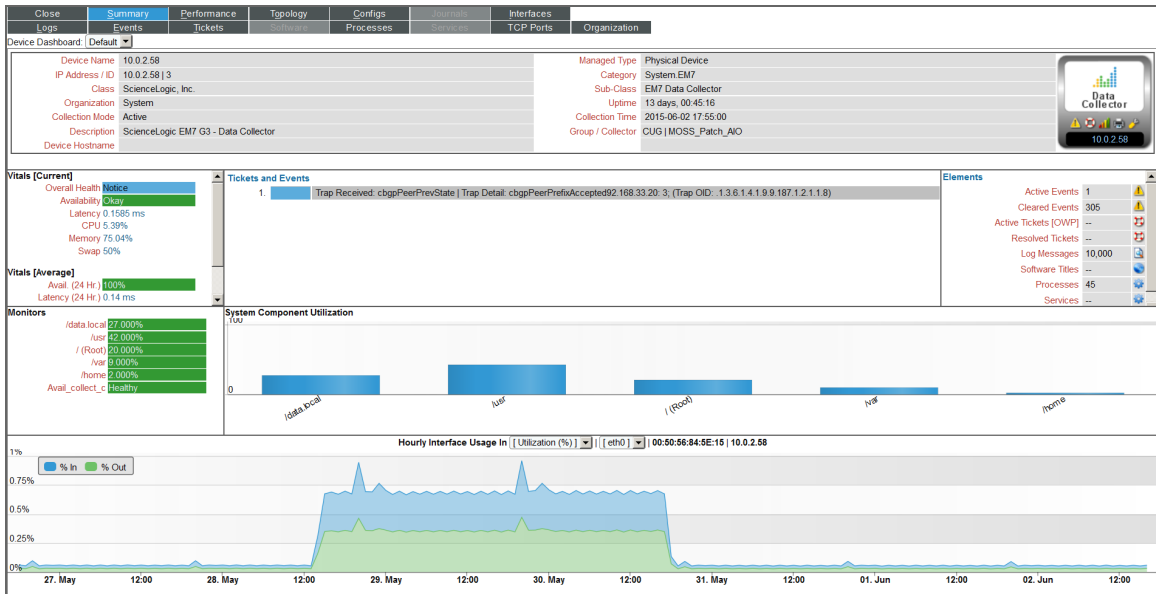 Close Summary Performance Topology Configs Journals Interfaces
Logs Events Tickets Software Processes Services TCP Ports Organization
Device Dashboard: Default
Device Name 10.0.2.58 Managed Type Physical Device
IP Address / ID 10.0.2.58 | 3 Category System.EM7
Class ScienceLogic, Inc. Sub-Class EM7 Data Collector
Organization System Uptime 13 days, 00:45:16
Collection Mode Active Collection Time 2015-06-02 17:55:00
Description ScienceLogic EM7 G3 - Data Collector Group / Collector CUG | MOSS_Patch_AIO
Device Hostname
Data
Collector
10.0.2.58
Vitals [Current]
Overall Health Notice
Availability Okay
Latency 0.1585 ms
CPU 5.39%
Memory 75.04%
Swap 50%
Vitals [Average]
Avail. (24 Hr.) 100%
Latency (24 Hr.) 0.14 ms
Tickets and Events
1. Trap Received: cbgpPeerPrevState | Trap Detail: cbgpPeerPrefixAccepted92.168.33.20: 3; (Trap OID: .1.3.6.1.4.1.9.9.187.1.2.1.1.8)
Elements
Active Events 1
Cleared Events 305
Active Tickets [OWP] --
Resolved Tickets --
Log Messages 10,000
Software Titles --
Processes 45
Services --
Monitors
/data.local 27.000%
/usr 42.000%
/ (Root) 20.000%
/var 9.000%
/home 2.000%
Avail_collect_c Healthy
System Component Utilization
100
0
/data.local /usr / (Root) /var /home
Hourly Interface Usage In [ Utilization (%) ] | [ eth0 ] | 00:50:56:84:5E:15 | 10.0.2.58
1%
% In % Out
0.75%
0.5%
0.25%
0%
27. May 12:00 28. May 12:00 29. May 12:00 30. May 12:00 31. May 12:00 01. Jun 12:00 02. Jun 12:00